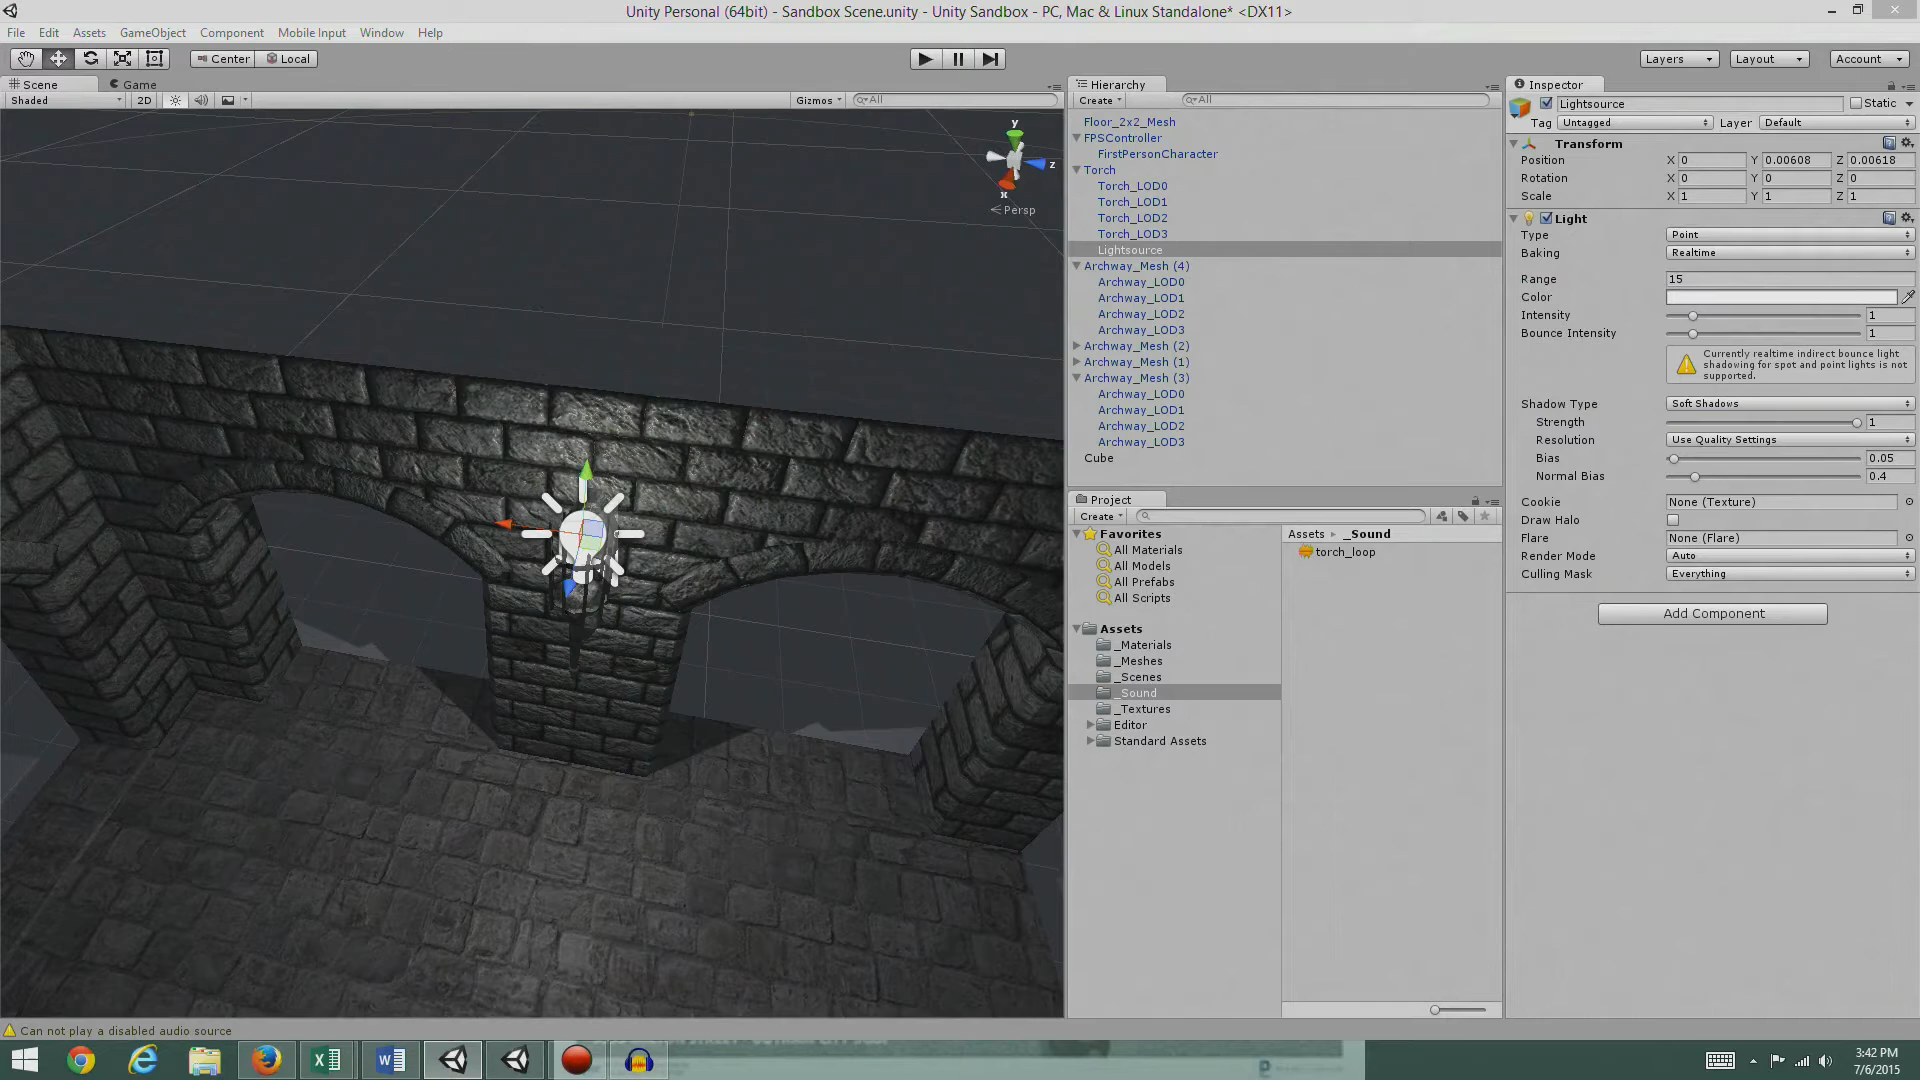 Unity Personal (64bit) - Sandbox Scene.unity - Unity Sandbox - PC, Mac & Linux Standalone* <DX11>
File Edit Assets GameObject Component Mobile Input Window Help
Center Local Layers Layout Account
Scene Game
Shaded 2D Gizmos All
y
z
x
Persp
Hierarchy
Create All
Floor_2x2_Mesh
FPSController
FirstPersonCharacter
Torch
Torch_LOD0
Torch_LOD1
Torch_LOD2
Torch_LOD3
Lightsource
Archway_Mesh (4)
Archway_LOD0
Archway_LOD1
Archway_LOD2
Archway_LOD3
Archway_Mesh (2)
Archway_Mesh (1)
Archway_Mesh (3)
Archway_LOD0
Archway_LOD1
Archway_LOD2
Archway_LOD3
Cube
Project
Create
Favorites
All Materials
All Models
All Prefabs
All Scripts
Assets
_Materials
_Meshes
_Scenes
_Sound
_Textures
Editor
Standard Assets
Assets _Sound
torch_loop
Inspector
Lightsource Static
Tag Untagged Layer Default
Transform
Position X 0 Y 0.00608 Z 0.00618
Rotation X 0 Y 0 Z 0
Scale X 1 Y 1 Z 1
Light
Type Point
Baking Realtime
Range 15
Color
Intensity 1
Bounce Intensity 1
Currently realtime indirect bounce light
shadowing for spot and point lights is not
supported.
Shadow Type Soft Shadows
Strength 1
Resolution Use Quality Settings
Bias 0.05
Normal Bias 0.4
Cookie None (Texture)
Draw Halo
Flare None (Flare)
Render Mode Auto
Culling Mask Everything
Add Component
Can not play a disabled audio source
3:42 PM
7/6/2015